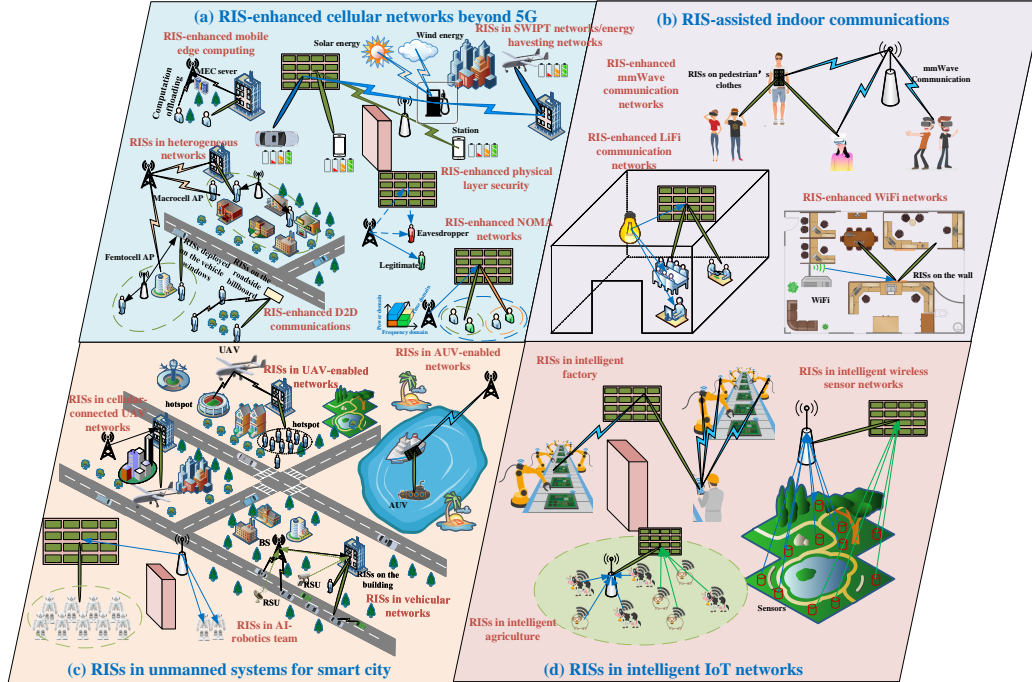 (a) RIS-enhanced cellular networks beyond 5G
RIS-enhanced mobile
edge computing
MEC sever
Computation
offloading
Solar energy
Wind energy
RISs in SWIPT networks/energy
havesting networks
Station
RISs in heterogeneous
networks
Macrocell AP
Femtocell AP
RISs deployed
on the vehicle
windows
RISs on the
roadside
billboard
RIS-enhanced D2D
communications
RIS-enhanced physical
layer security
Eavesdropper
Legitimate
RIS-enhanced NOMA
networks
Power domain
Frequency domain
(b) RIS-assisted indoor communications
RIS-enhanced
mmWave
communication
networks
RISs on pedestrian’s
clothes
mmWave
Communication
RIS-enhanced LiFi
communication
networks
RIS-enhanced WiFi networks
RISs on the wall
WiFi
UAV
hotspot
RISs in UAV-enabled
networks
hotspot
RISs in cellular-
connected UAV
networks
RISs in AUV-enabled
networks
AUV
BS
RSU
RSU
RISs on the
building
RISs in vehicular
networks
RISs in AI-
robotics team
(c) RISs in unmanned systems for smart city
RISs in intelligent
factory
RISs in intelligent wireless
sensor networks
Sensors
RISs in intelligent
agriculture
(d) RISs in intelligent IoT networks